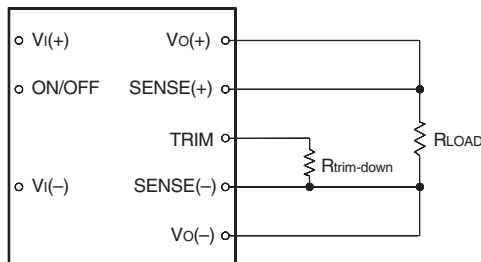 VI(+)
VO(+)
ON/OFF
SENSE(+)
TRIM
RLOAD
Rtrim-down
VI(–)
SENSE(–)
VO(–)